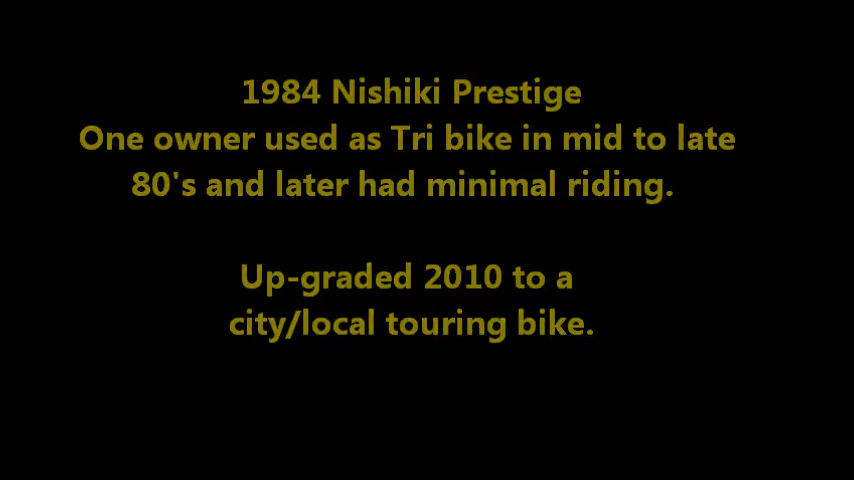 1984 Nishiki Prestige
One owner used as Tri bike in mid to late
80's and later had minimal riding.
Up-graded 2010 to a
city/local touring bike.